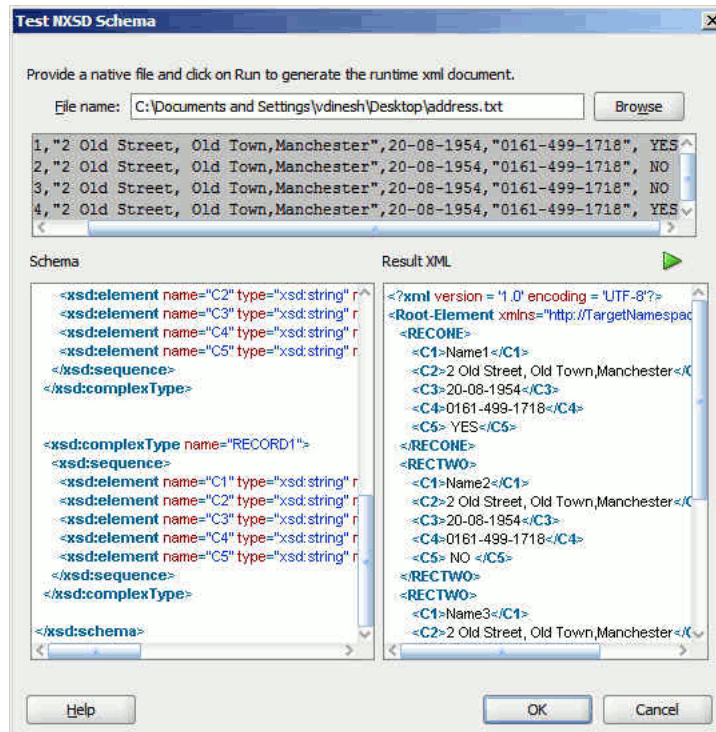 Test NXSD Schema
Provide a native file and click on Run to generate the runtime xml document.
File name: C:\Documents and Settings\vdinesh\Desktop\address.txt Browse
1,"2 Old Street, Old Town,Manchester",20-08-1954,"0161-499-1718", YES
2,"2 Old Street, Old Town,Manchester",20-08-1954,"0161-499-1718", NO
3,"2 Old Street, Old Town,Manchester",20-08-1954,"0161-499-1718", NO
4,"2 Old Street, Old Town,Manchester",20-08-1954,"0161-499-1718", YES
Schema
<xsd:element name="C2" type="xsd:string" r
<xsd:element name="C3" type="xsd:string" r
<xsd:element name="C4" type="xsd:string" r
<xsd:element name="C5" type="xsd:string" r
</xsd:sequence>
</xsd:complexType>
<xsd:complexType name="RECORD1">
<xsd:sequence>
<xsd:element name="C1" type="xsd:string" r
<xsd:element name="C2" type="xsd:string" r
<xsd:element name="C3" type="xsd:string" r
<xsd:element name="C4" type="xsd:string" r
<xsd:element name="C5" type="xsd:string" r
</xsd:sequence>
</xsd:complexType>
</xsd:schema>
Result XML
<?xml version = '1.0' encoding = 'UTF-8'?>
<Root-Element xmlns="http://TargetNamespac
<RECONE>
<C1>Name1</C1>
<C2>2 Old Street, Old Town,Manchester</C
<C3>20-08-1954</C3>
<C4>0161-499-1718</C4>
<C5> YES</C5>
</RECONE>
<RECTWO>
<C1>Name2</C1>
<C2>2 Old Street, Old Town,Manchester</C
<C3>20-08-1954</C3>
<C4>0161-499-1718</C4>
<C5> NO </C5>
</RECTWO>
<RECTWO>
<C1>Name3</C1>
<C2>2 Old Street, Old Town,Manchester</C
Help
OK
Cancel